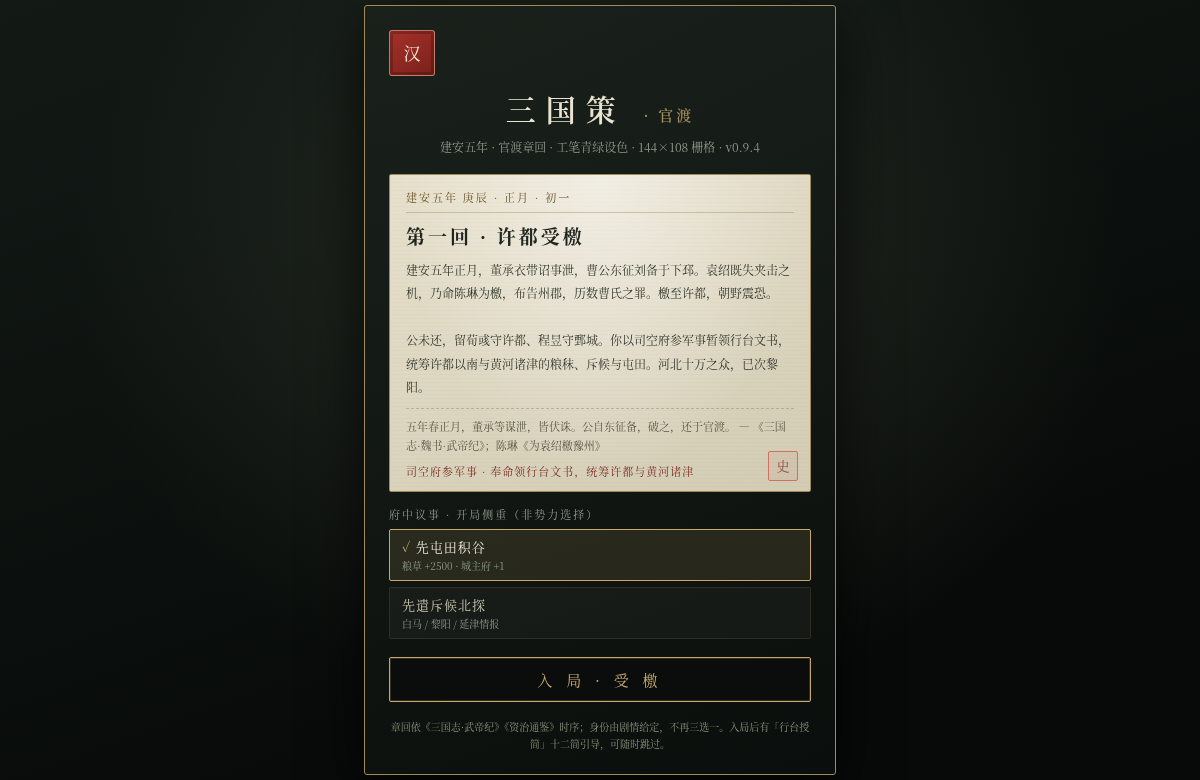 汉
三国策 · 官渡
建安五年 · 官渡章回 · 工笔青绿设色 · 144×108 栅格 · v0.9.4
建安五年 庚辰 · 正月 · 初一
第一回 · 许都受檄
建安五年正月，董承衣带诏事泄，曹公东征刘备于下邳。袁绍既失夹击之
机，乃命陈琳为檄，布告州郡，历数曹氏之罪。檄至许都，朝野震恐。
公未还，留荀彧守许都、程昱守鄄城。你以司空府参军事暂领行台文书，
统筹许都以南与黄河诸津的粮秣、斥候与屯田。河北十万之众，已次黎
阳。
五年春正月，董承等谋泄，皆伏诛。公自东征备，破之，还于官渡。 — 《三国
志·魏书·武帝纪》；陈琳《为袁绍檄豫州》
司空府参军事 · 奉命领行台文书，统筹许都与黄河诸津
史
府中议事 · 开局侧重（非势力选择）
✓ 先屯田积谷
粮草 +2500 · 城主府 +1
先遣斥候北探
白马 / 黎阳 / 延津情报
入局·受檄
章回依《三国志·武帝纪》《资治通鉴》时序；身份由剧情给定，不再三选一。入局后有「行台授
简」十二简引导，可随时跳过。